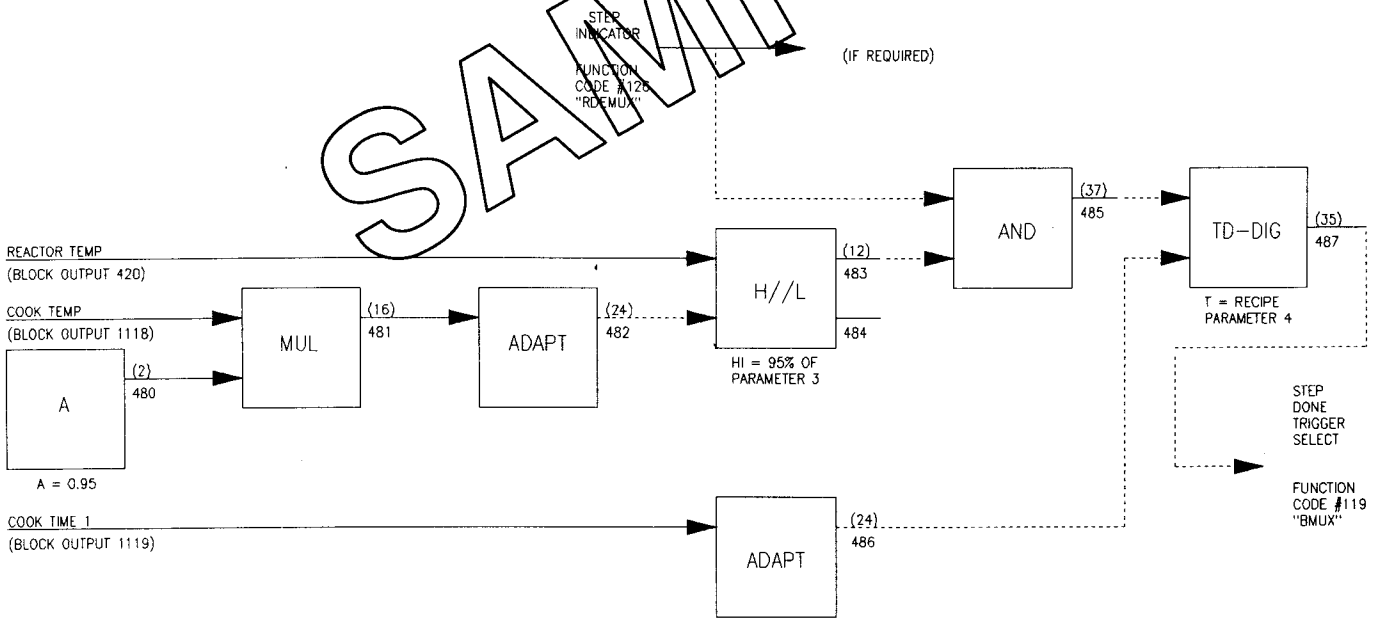 SAMP
STEP
INDICATOR
(IF REQUIRED)
FUNCTION
CODE #126
"RDEMUX"
AND
(37)
485
TD-DIG
(35)
487
T = RECIPE
PARAMETER 4
REACTOR TEMP
(BLOCK OUTPUT 420)
H//L
(12)
483
484
HI = 95% OF
PARAMETER 3
COOK TEMP
(BLOCK OUTPUT 1118)
MUL
(16)
481
ADAPT
(24)
482
A
(2)
480
A = 0.95
STEP
DONE
TRIGGER
SELECT
FUNCTION
CODE #119
"BMUX"
COOK TIME 1
(BLOCK OUTPUT 1119)
ADAPT
(24)
486